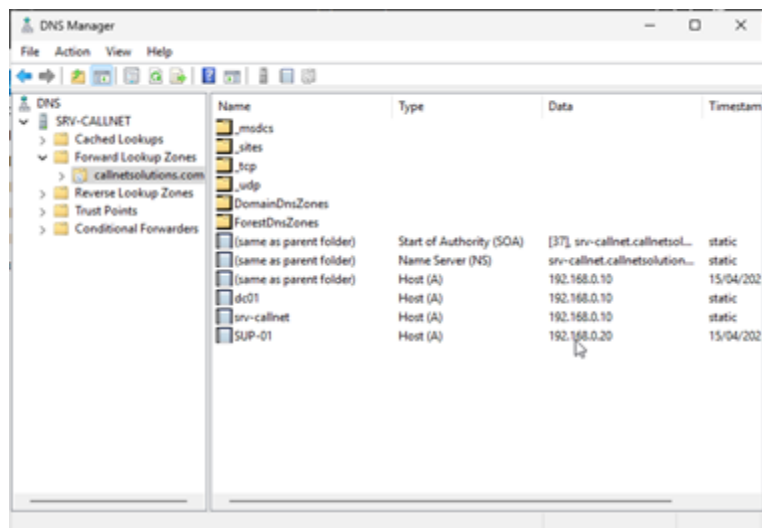 DNS Manager
File Action View Help
DNS
SRV-CALLNET
Cached Lookups
Forward Lookup Zones
callnetsolutions.com
Reverse Lookup Zones
Trust Points
Conditional Forwarders
Name Type Data Timestam
_msdcs
_sites
_tcp
_udp
DomainDnsZones
ForestDnsZones
(same as parent folder) Start of Authority (SOA) [37], srv-callnet.callnetsol... static
(same as parent folder) Name Server (NS) srv-callnet.callnetsolution... static
(same as parent folder) Host (A) 192.168.0.10 15/04/202
dc01 Host (A) 192.168.0.10 static
srv-callnet Host (A) 192.168.0.10 static
SUP-01 Host (A) 192.168.0.20 15/04/202